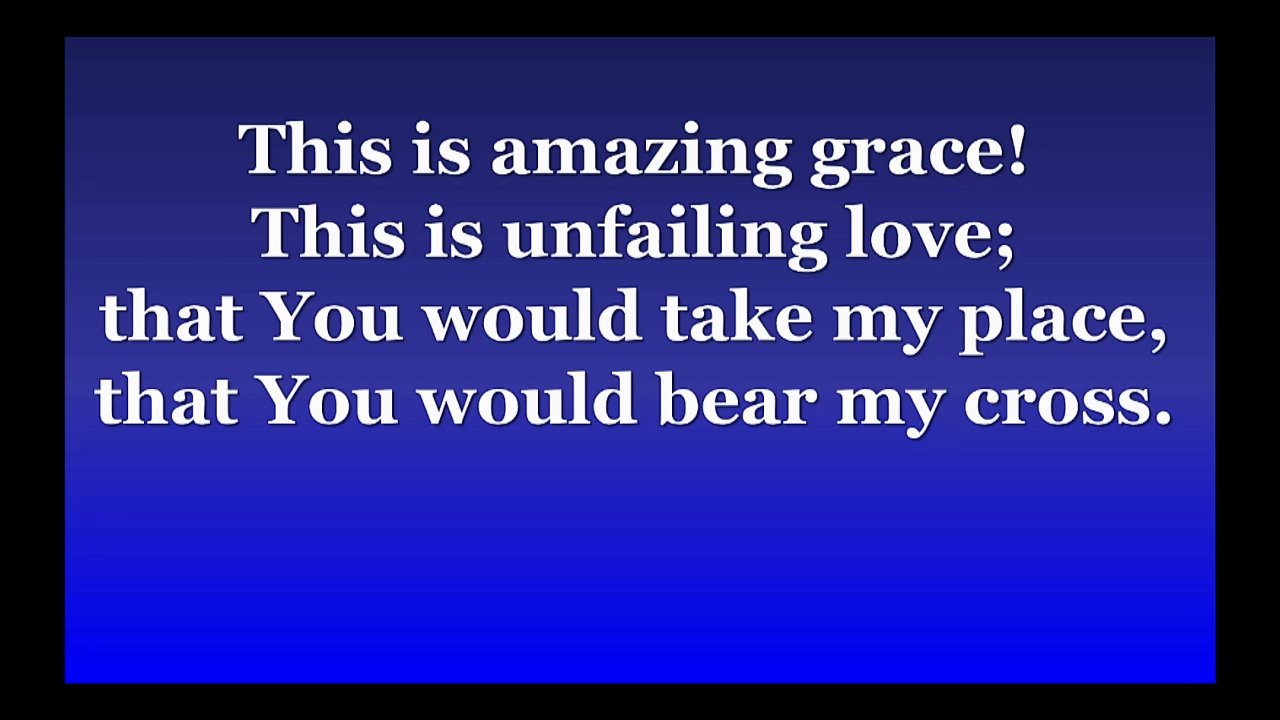 This is amazing grace!
This is unfailing love;
that You would take my place,
that You would bear my cross.